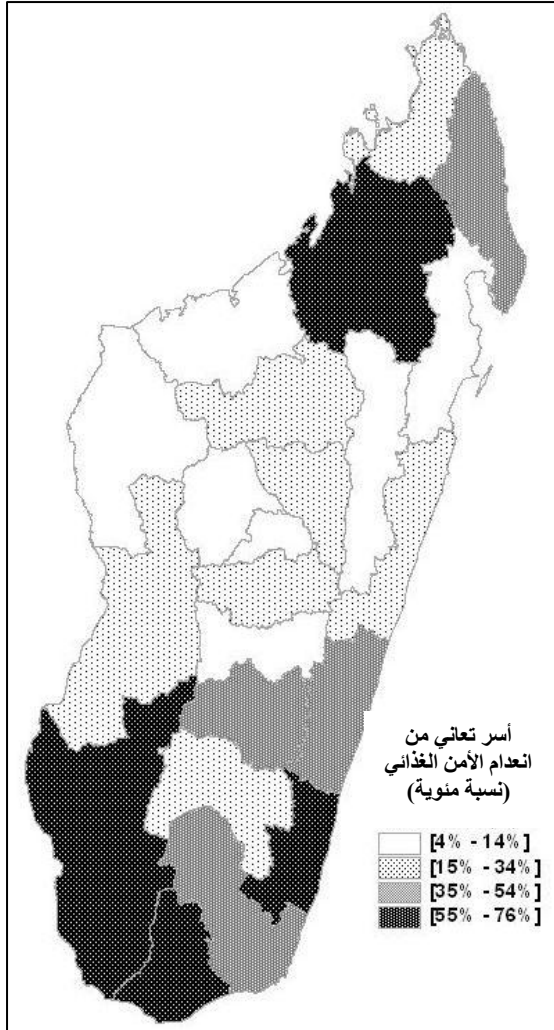 أسر تعاني من
انعدام الأمن الغذائي
(نسبة مئوية)
[4% - 14%]
[15% - 34%]
[35% - 54%]
[55% - 76%]